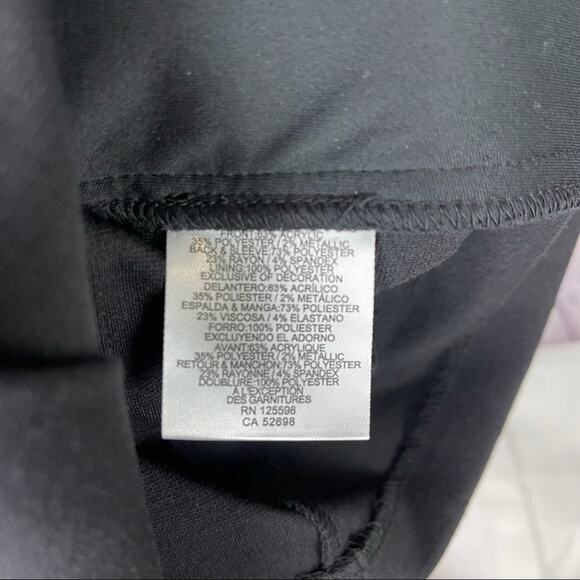 FRONT:63% ACRYLIC
35% POLYESTER / 2% METALLIC
BACK & SLEEVE:73% POLYESTER
23% RAYON / 4% SPANDEX
LINING:100% POLYESTER
EXCLUSIVE OF DECORATION
DELANTERO:63% ACRÍLICO
35% POLIESTER / 2% METÁLICO
ESPALDA & MANGA:73% POLIESTER
23% VISCOSA / 4% ELASTANO
FORRO:100% POLIESTER
EXCLUYENDO EL ADORNO
AVANT:63% ACRYLIQUE
35% POLYESTER / 2% METALLIC
RETOUR & MANCHON:73% POLYESTER
23% RAYONNE / 4% SPANDEX
DOUBLURE:100% POLYESTER
A L'EXCEPTION
DES GARNITURES
RN 125598
CA 52698